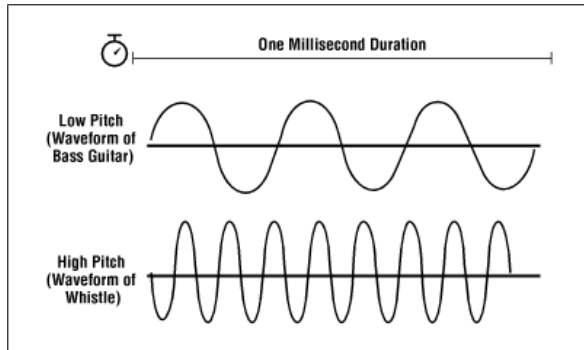 One Millisecond Duration
Low Pitch
(Waveform of
Bass Guitar)
High Pitch
(Waveform of
Whistle)